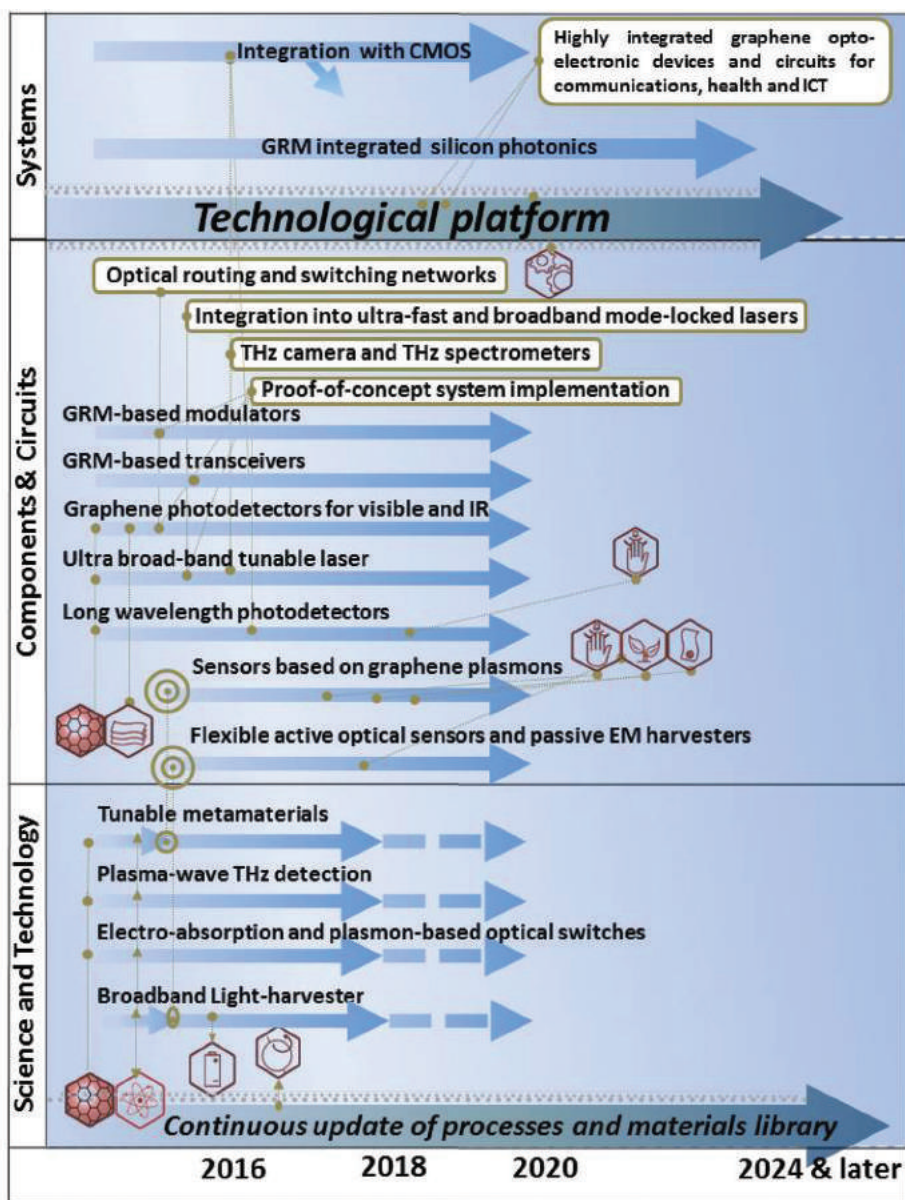 Systems
Integration with CMOS
Highly integrated graphene opto-
electronic devices and circuits for
communications, health and ICT
GRM integrated silicon photonics
Technological platform
Components & Circuits
Optical routing and switching networks
Integration into ultra-fast and broadband mode-locked lasers
THz camera and THz spectrometers
Proof-of-concept system implementation
GRM-based modulators
GRM-based transceivers
Graphene photodetectors for visible and IR
Ultra broad-band tunable laser
Long wavelength photodetectors
Sensors based on graphene plasmons
Flexible active optical sensors and passive EM harvesters
Science and Technology
Tunable metamaterials
Plasma-wave THz detection
Electro-absorption and plasmon-based optical switches
Broadband Light-harvester
Continuous update of processes and materials library
2016 2018 2020 2024 & later